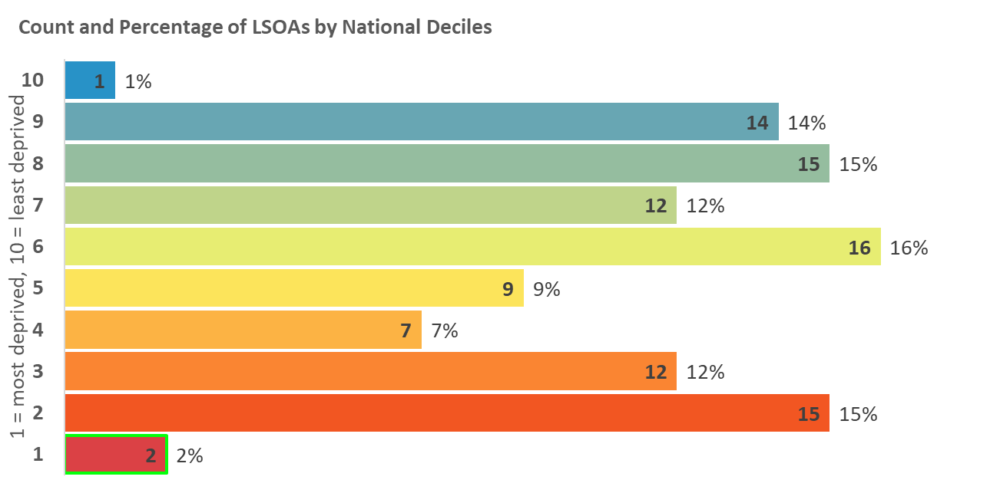 Count and Percentage of LSOAs by National Deciles
1 = most deprived, 10 = least deprived
10 1 1%
9 14 14%
8 15 15%
7 12 12%
6 16 16%
5 9 9%
4 7 7%
3 12 12%
2 15 15%
1 2 2%